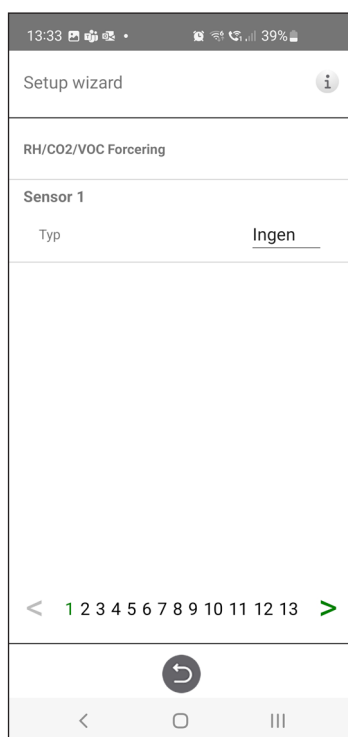 13:33 39%
Setup wizard i
RH/CO2/VOC Forcering
Sensor 1
Typ Ingen
< 1 2 3 4 5 6 7 8 9 10 11 12 13 >